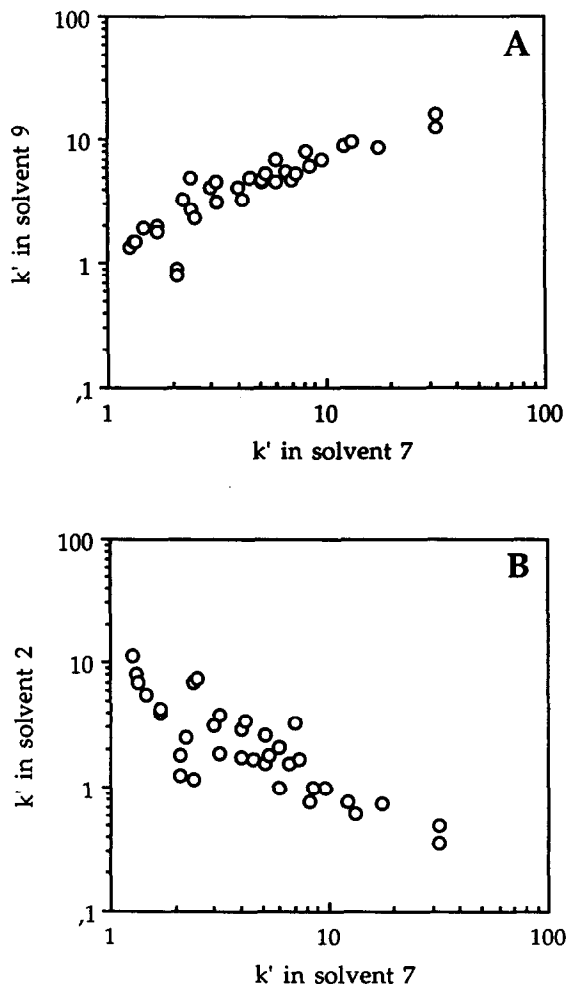 A
100
10
1
,1
k' in solvent 9
1 10 100
k' in solvent 7
B
100
10
1
,1
k' in solvent 2
1 10 100
k' in solvent 7